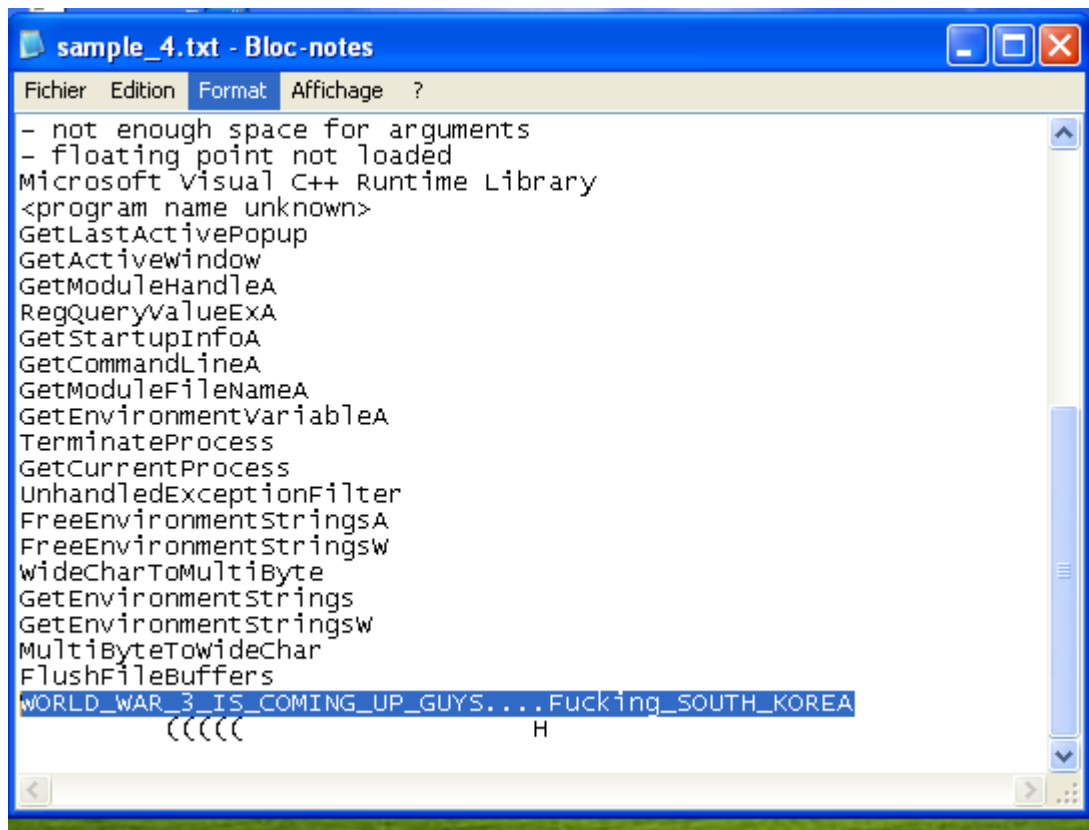 sample_4.txt - Bloc-notes
Fichier Edition Format Affichage ?
- not enough space for arguments
- floating point not loaded
Microsoft Visual C++ Runtime Library
<program name unknown>
GetLastActivePopup
GetActiveWindow
GetModuleHandleA
RegQueryValueExA
GetStartupInfoA
GetCommandLineA
GetModuleFileNameA
GetEnvironmentVariableA
TerminateProcess
GetCurrentProcess
UnhandledExceptionFilter
FreeEnvironmentStringsA
FreeEnvironmentStringsW
WideCharToMultiByte
GetEnvironmentStrings
GetEnvironmentStringsW
MultiByteToWideChar
FlushFileBuffers
WORLD_WAR_3_IS_COMING_UP_GUYS....Fucking_SOUTH_KOREA
((((( H